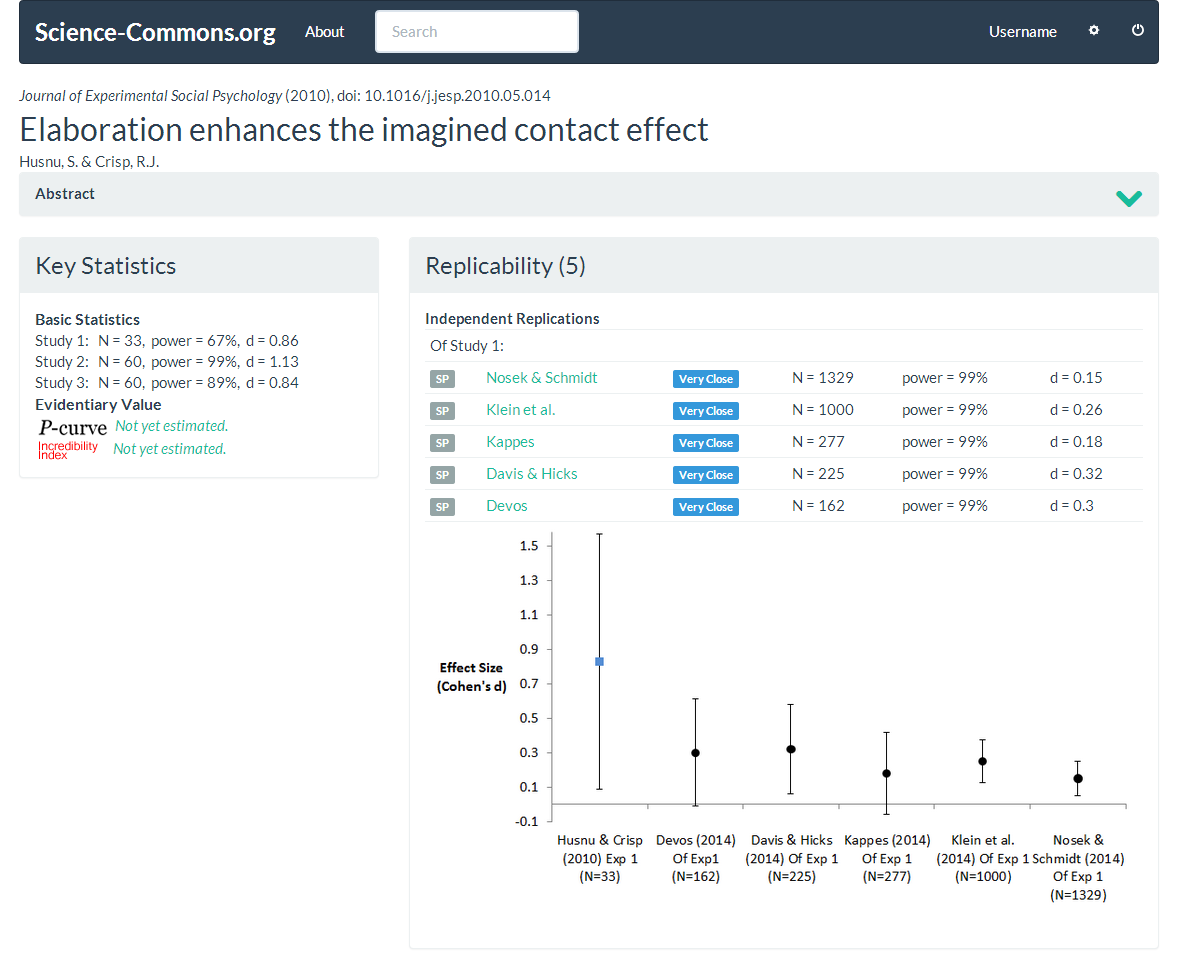 Science-Commons.org About Search Username
Journal of Experimental Social Psychology (2010), doi: 10.1016/j.jesp.2010.05.014
Elaboration enhances the imagined contact effect
Husnu, S. & Crisp, R.J.
Abstract
Key Statistics
Basic Statistics
Study 1: N = 33, power = 67%, d = 0.86
Study 2: N = 60, power = 99%, d = 1.13
Study 3: N = 60, power = 89%, d = 0.84
Evidentiary Value
P-curve Not yet estimated.
Incredibility
Index Not yet estimated.
Replicability (5)
Independent Replications
Of Study 1:
SP Nosek & Schmidt Very Close N = 1329 power = 99% d = 0.15
SP Klein et al. Very Close N = 1000 power = 99% d = 0.26
SP Kappes Very Close N = 277 power = 99% d = 0.18
SP Davis & Hicks Very Close N = 225 power = 99% d = 0.32
SP Devos Very Close N = 162 power = 99% d = 0.3
1.5
1.3
1.1
0.9
Effect Size
(Cohen's d)
0.7
0.5
0.3
0.1
-0.1
Husnu & Crisp
(2010) Exp 1
(N=33)
Devos (2014)
Of Exp1
(N=162)
Davis & Hicks
(2014) Of Exp 1
(N=225)
Kappes (2014)
Of Exp 1
(N=277)
Klein et al.
(2014) Of Exp 1
(N=1000)
Nosek &
Schmidt (2014)
Of Exp 1
(N=1329)